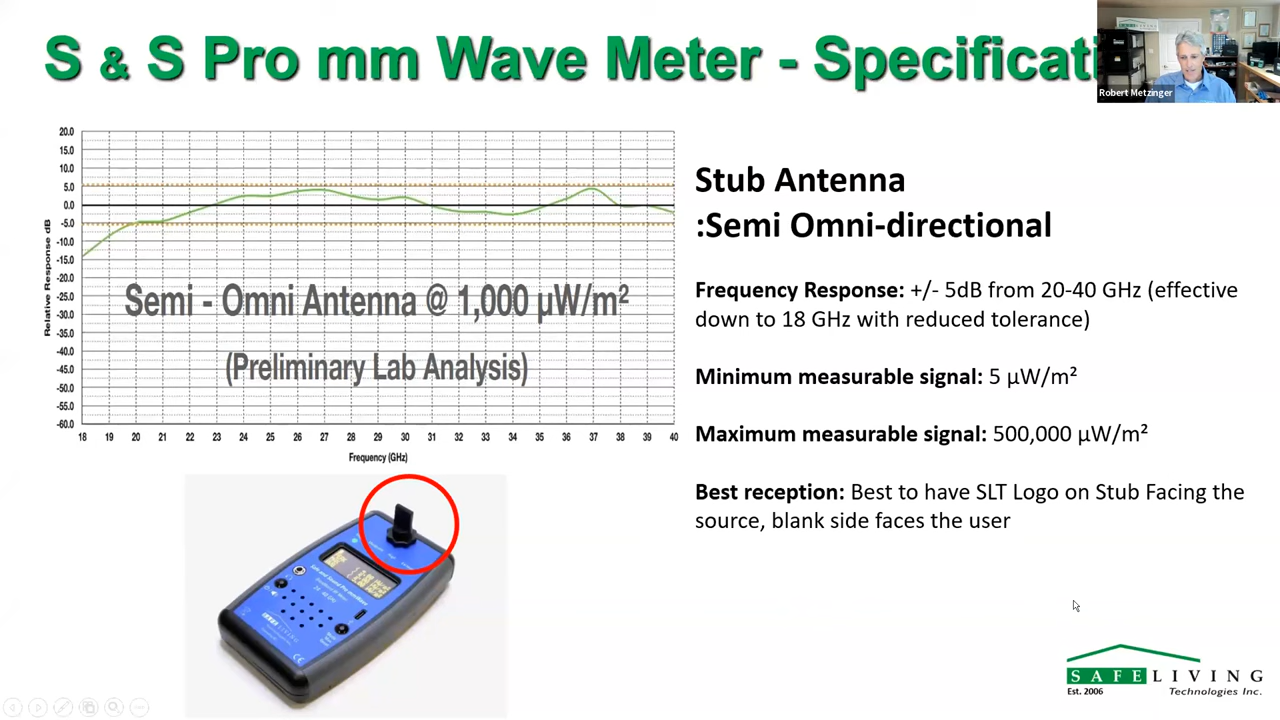 S & S Pro mm Wave Meter - Specificati
Robert Metzinger
20.0
15.0
10.0
5.0
0.0
-5.0
-10.0
-15.0
-20.0
-25.0
-30.0
-35.0
-40.0
-45.0
-50.0
-55.0
-60.0
Relative Response dB
Semi - Omni Antenna @ 1,000 µW/m²
(Preliminary Lab Analysis)
18 19 20 21 22 23 24 25 26 27 28 29 30 31 32 33 34 35 36 37 38 39 40
Frequency (GHz)
Stub Antenna
:Semi Omni-directional
Frequency Response: +/- 5dB from 20-40 GHz (effective
down to 18 GHz with reduced tolerance)
Minimum measurable signal: 5 µW/m²
Maximum measurable signal: 500,000 µW/m²
Best reception: Best to have SLT Logo on Stub Facing the
source, blank side faces the user
SAFE LIVING
Est. 2006 Technologies Inc.